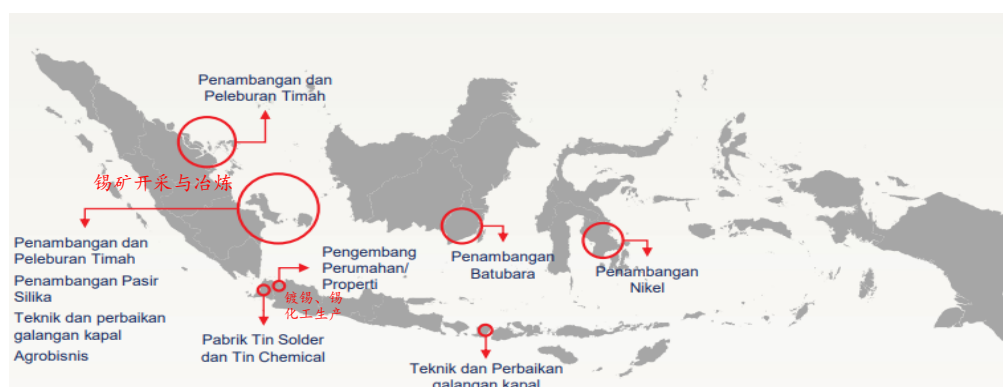 Penambangan dan
Peleburan Timah
锡矿开采与冶炼
Penambangan dan
Peleburan Timah
Penambangan Pasir
Silika
Teknik dan perbaikan
galangan kapal
Agrobisnis
Pengembang
Perumahan/
Properti
镀锡、锡
化工生产
Pabrik Tin Solder
dan Tin Chemical
Penambangan
Batubara
Penambangan
Nikel
Teknik dan Perbaikan
galangan kapal